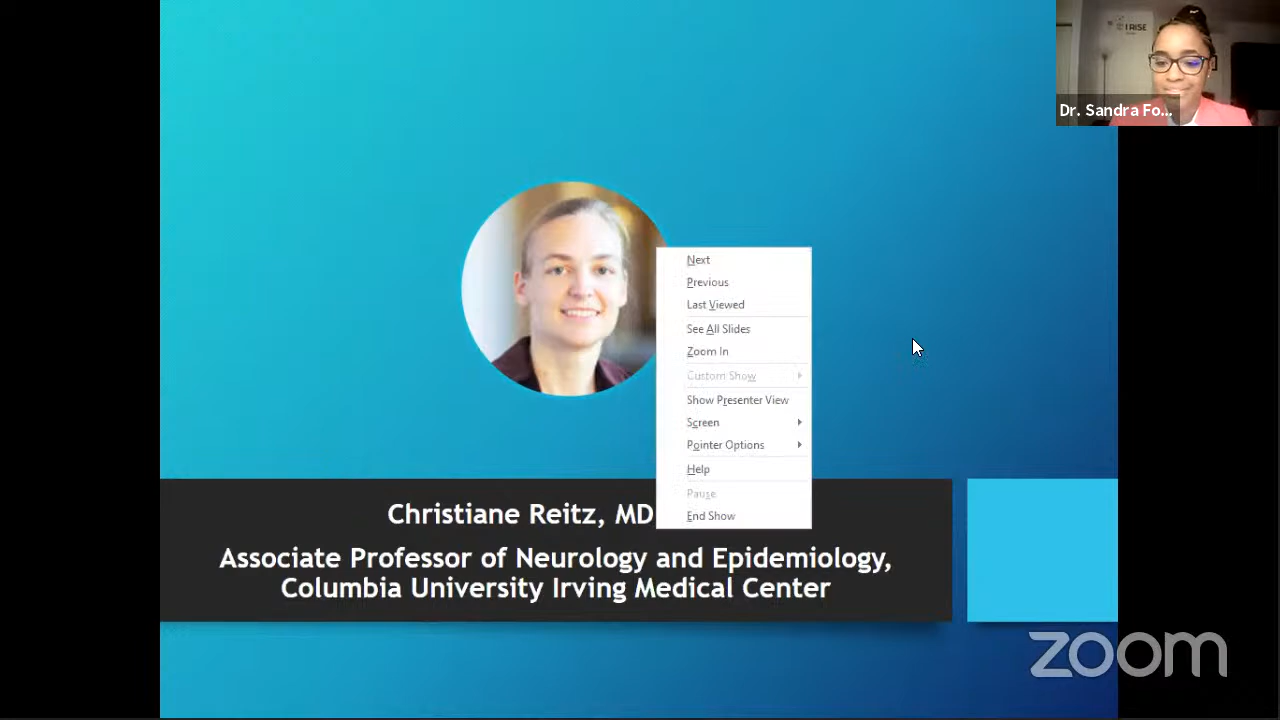 I RISE
Dr. Sandra Fo...
Next
Previous
Last Viewed
See All Slides
Zoom In
Custom Show
Show Presenter View
Screen
Pointer Options
Help
Pause
End Show
Christiane Reitz, MD
Associate Professor of Neurology and Epidemiology,
Columbia University Irving Medical Center
zoom